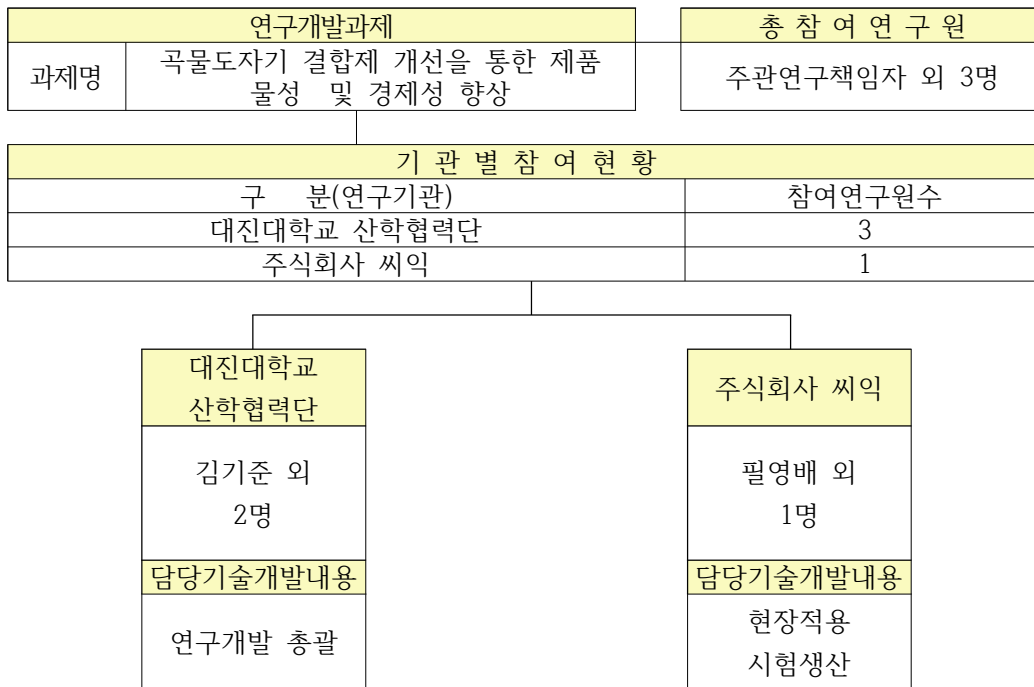 연구개발과제
총 참 여 연 구 원
과제명
곡물도자기 결합제 개선을 통한 제품
물성 및 경제성 향상
주관연구책임자 외 3명
기 관 별 참 여 현 황
구 분(연구기관)
참여연구원수
대진대학교 산학협력단
3
주식회사 씨익
1
대진대학교
산학협력단
김기준 외
2명
담당기술개발내용
연구개발 총괄
주식회사 씨익
필영배 외
1명
담당기술개발내용
현장적용
시험생산